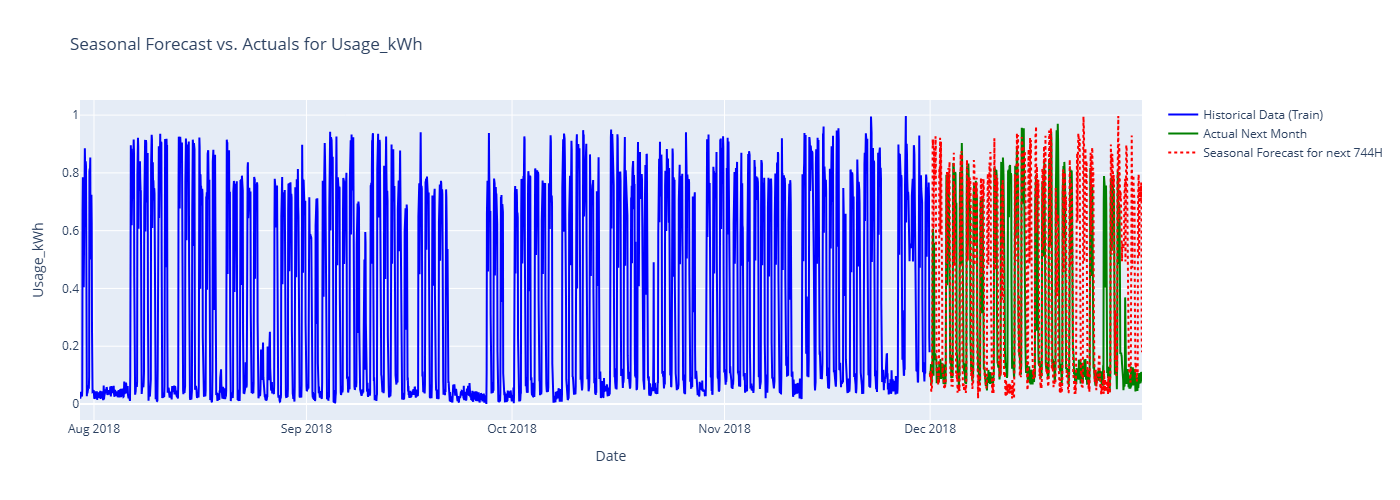 Seasonal Forecast vs. Actuals for Usage_kWh
Historical Data (Train)
Actual Next Month
Seasonal Forecast for next 744H
Usage_kWh
1
0.8
0.6
0.4
0.2
0
Aug 2018
Sep 2018
Oct 2018
Nov 2018
Dec 2018
Date